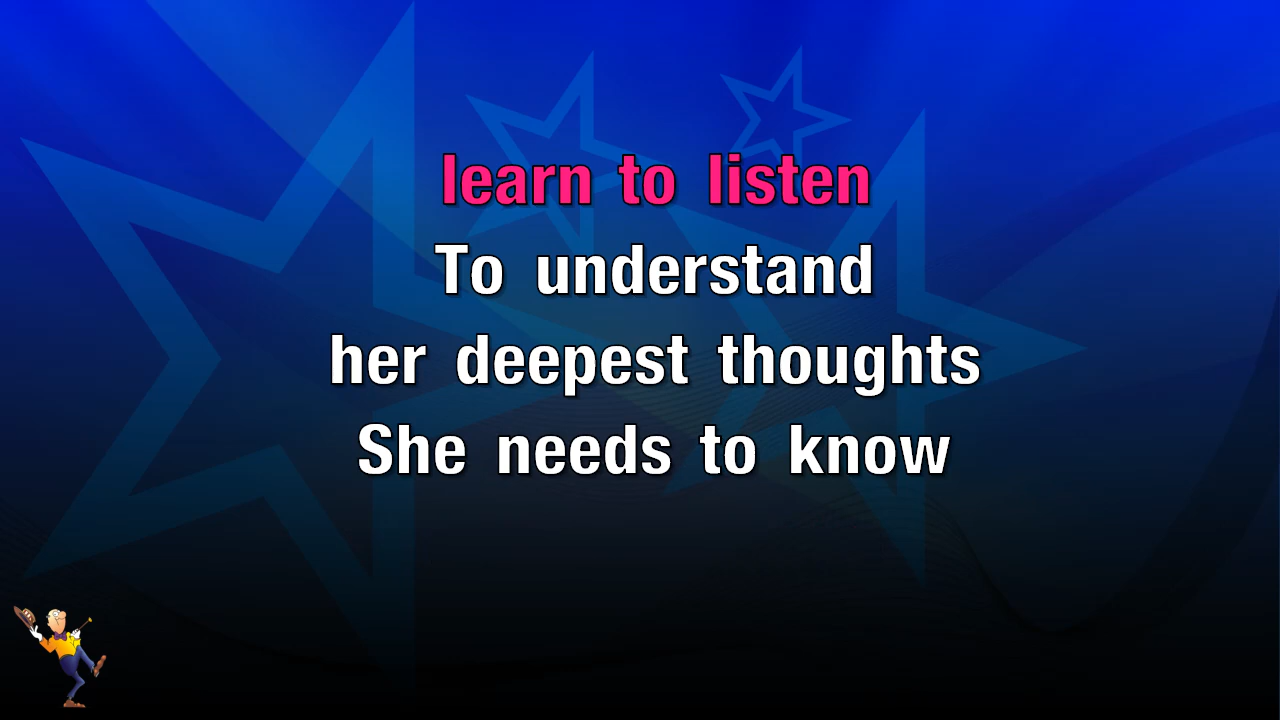 learn to listen
To understand
her deepest thoughts
She needs to know